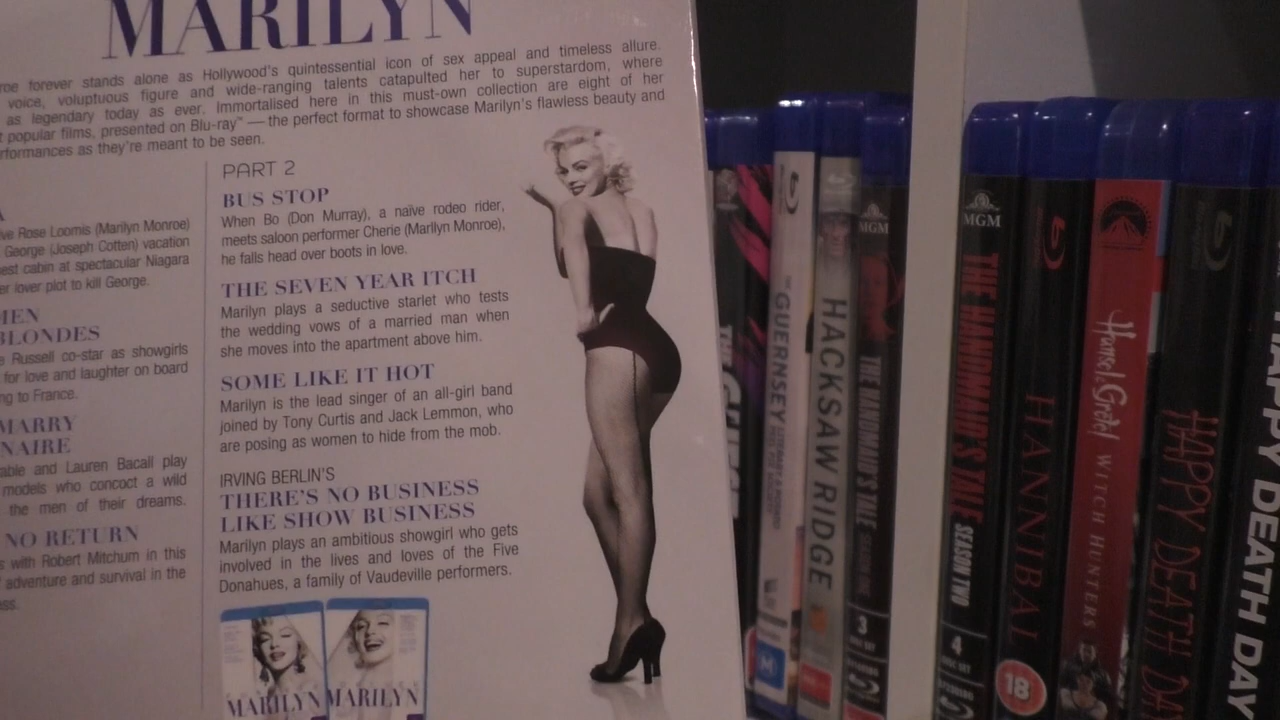 MARILYN
roe forever stands alone as Hollywood's quintessential icon of sex appeal and timeless allure.
voice, voluptuous figure and wide-ranging talents catapulted her to superstardom, where
as legendary today as ever. Immortalised here in this must-own collection are eight of her
t popular films, presented on Blu-ray™ — the perfect format to showcase Marilyn's flawless beauty and
rformances as they're meant to be seen.
A
ve Rose Loomis (Marilyn Monroe)
George (Joseph Cotten) vacation
est cabin at spectacular Niagara
er lover plot to kill George.
MEN
BLONDES
e Russell co-star as showgirls
for love and laughter on board
ng to France.
MARRY
NAIRE
able and Lauren Bacall play
models who concoct a wild
the men of their dreams.
NO RETURN
s with Robert Mitchum in this
adventure and survival in the
ess.
PART 2
BUS STOP
When Bo (Don Murray), a naïve rodeo rider,
meets saloon performer Cherie (Marilyn Monroe),
he falls head over boots in love.
THE SEVEN YEAR ITCH
Marilyn plays a seductive starlet who tests
the wedding vows of a married man when
she moves into the apartment above him.
SOME LIKE IT HOT
Marilyn is the lead singer of an all-girl band
joined by Tony Curtis and Jack Lemmon, who
are posing as women to hide from the mob.
IRVING BERLIN'S
THERE'S NO BUSINESS
LIKE SHOW BUSINESS
Marilyn plays an ambitious showgirl who gets
involved in the lives and loves of the Five
Donahues, a family of Vaudeville performers.
MARILYN
MARILYN
THE
THE GUERNSEY LITERARY & POTATO
M
HACKSAW RIDGE
MGM
THE HANDMAID'S TALE SEASON ONE
3
DISC SET
MGM
THE HANDMAID'S TALE SEASON TWO
4
DISC SET
HANNIBAL
18
Hansel & Gretel WITCH HUNTERS
HAPPY DEATH DA
HAPPY DEATH DAY